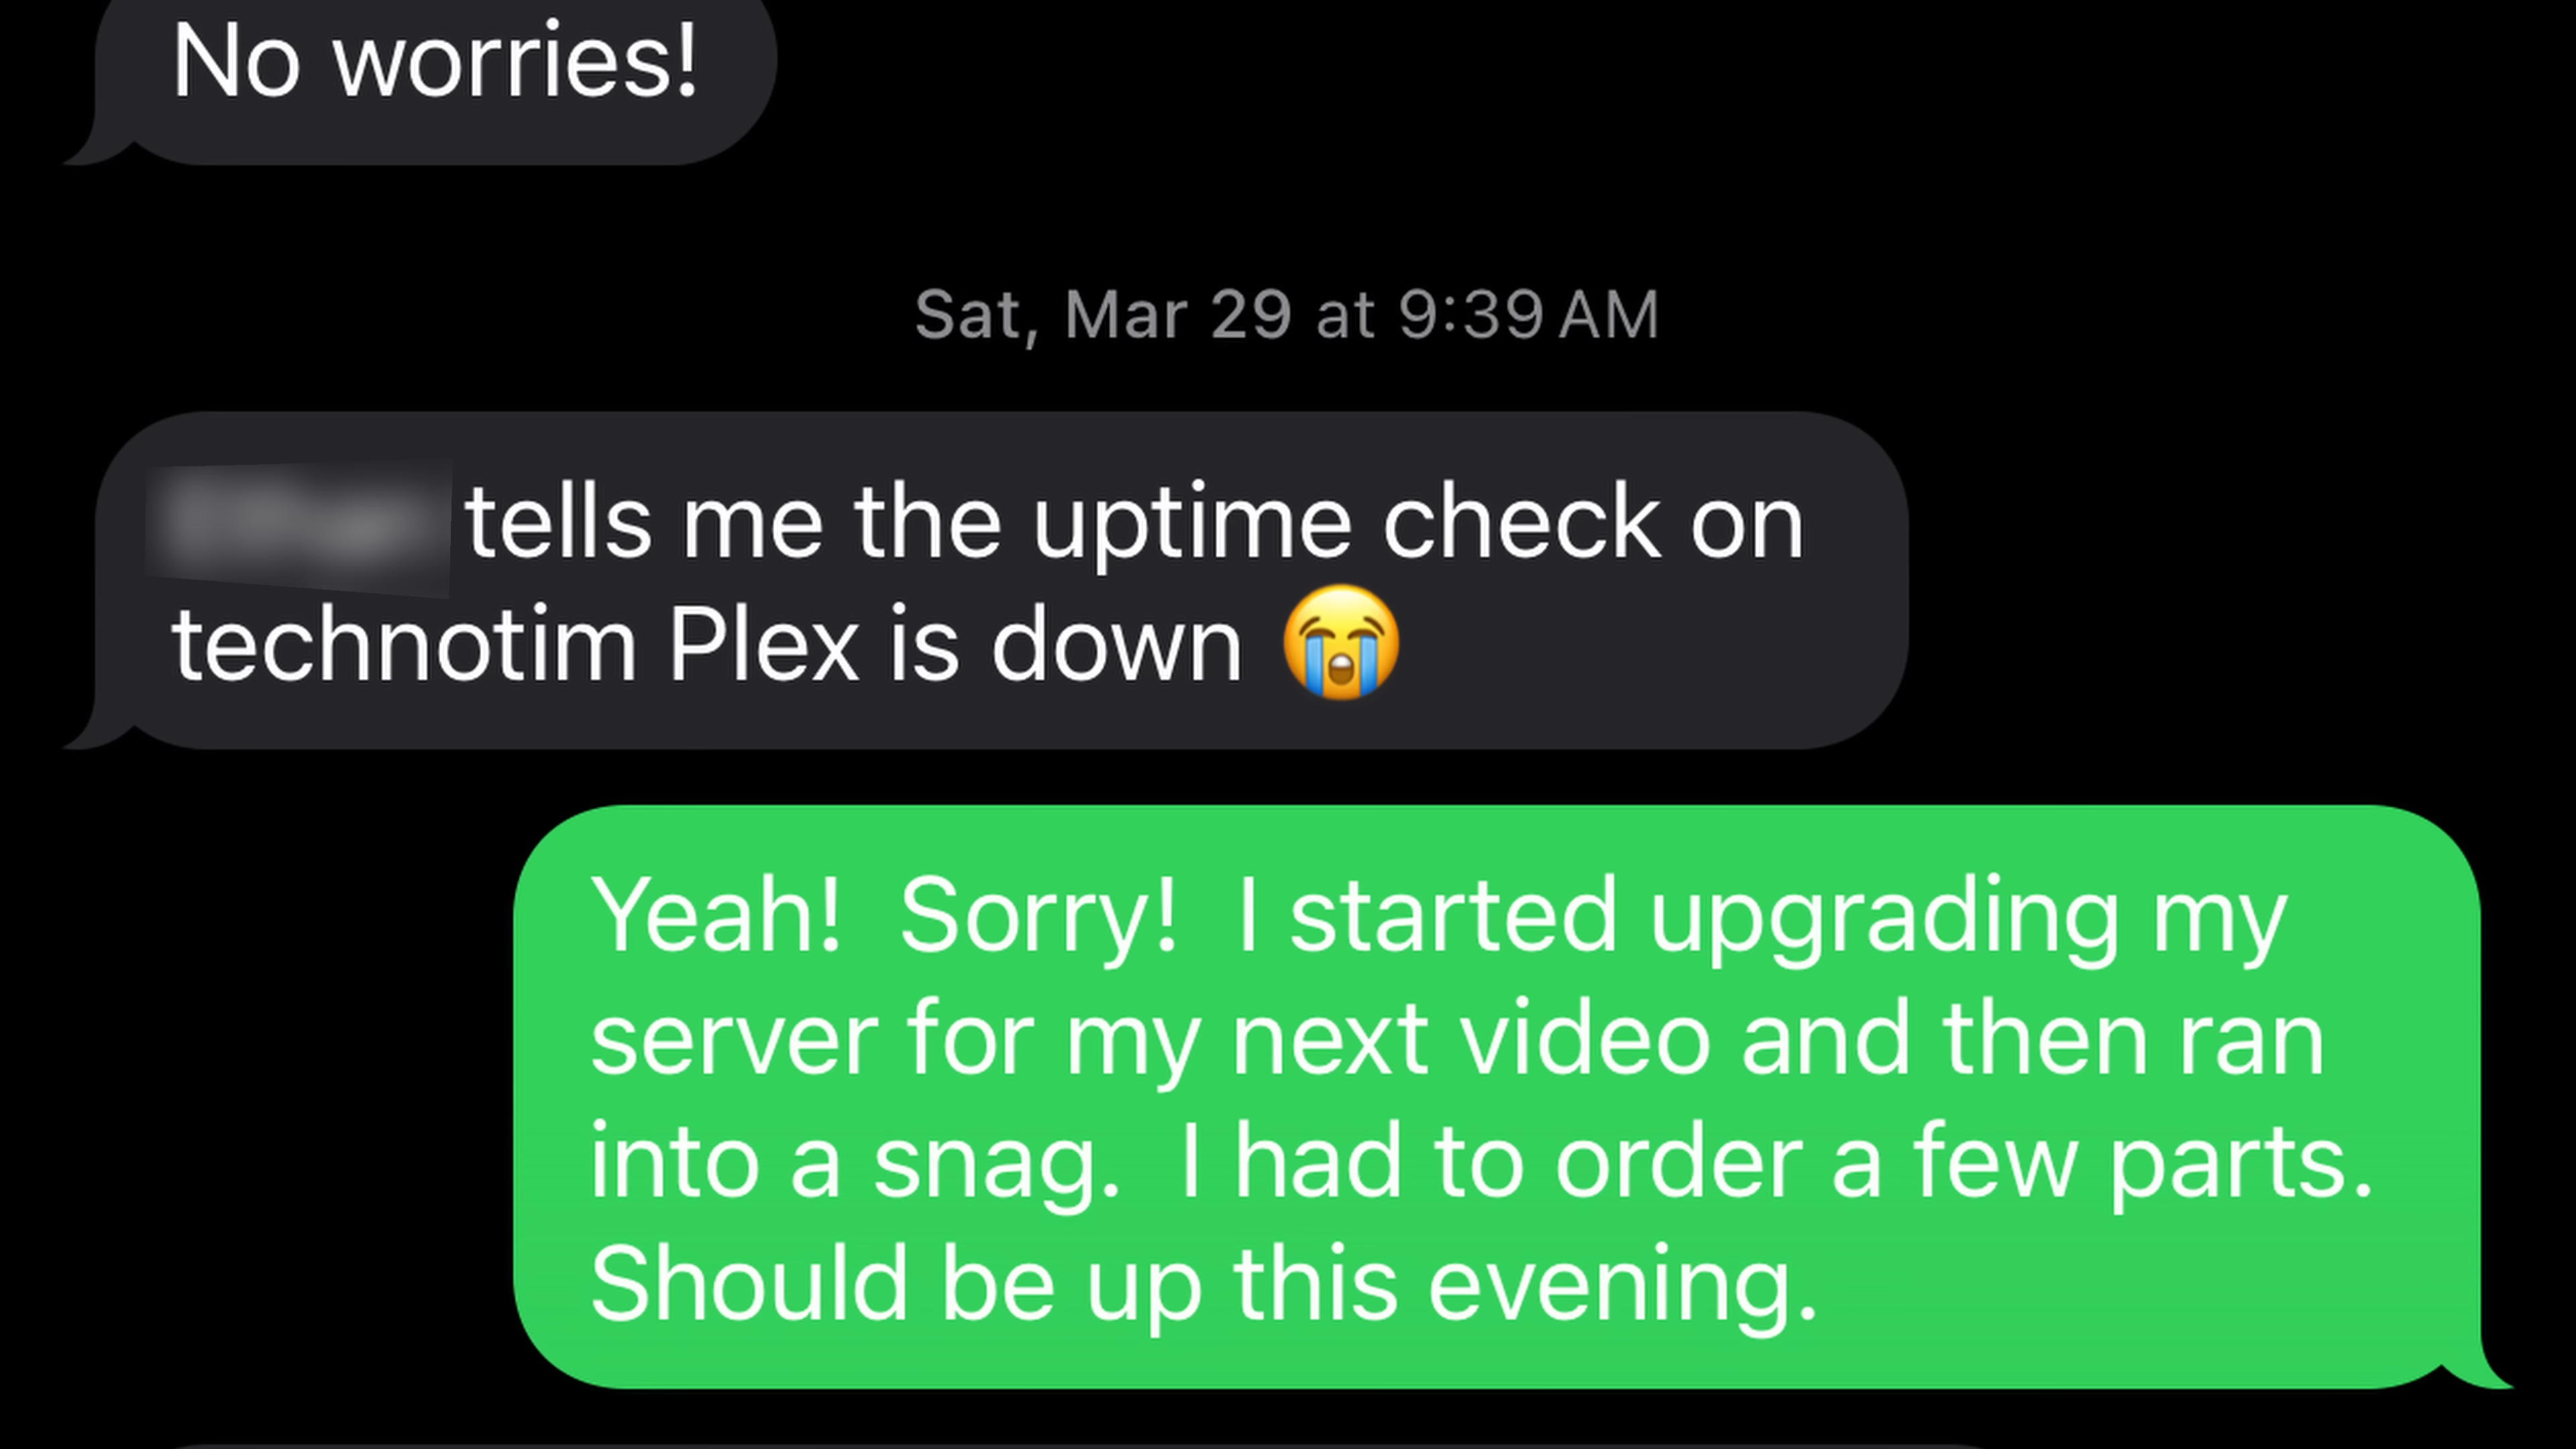 No worries!
Sat, Mar 29 at 9:39 AM
tells me the uptime check on
technotim Plex is down 😭
Yeah!  Sorry!  I started upgrading my
server for my next video and then ran
into a snag.  I had to order a few parts.
Should be up this evening.